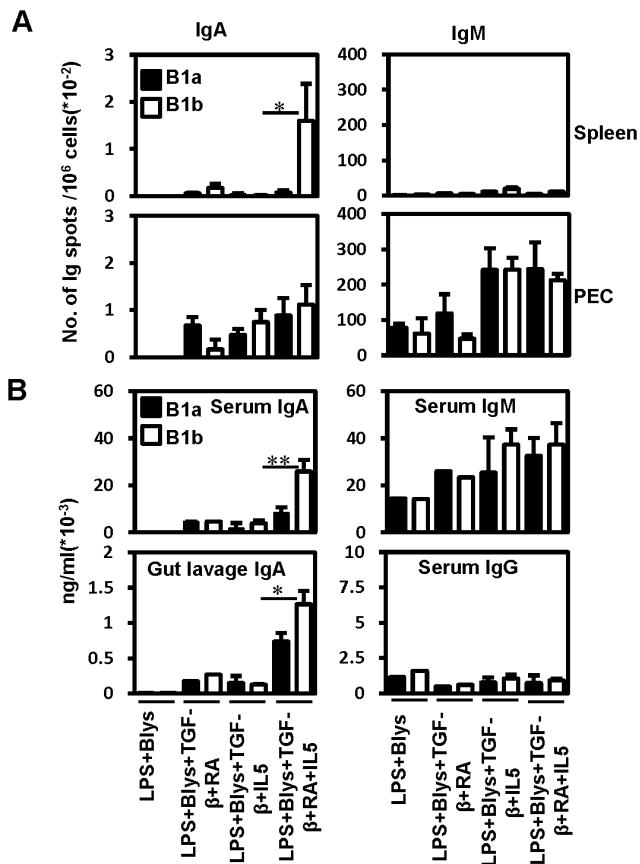 A
IgA
IgM
No. of Ig spots /10⁶ cells(*10⁻²)
3
2
1
0
B1a
B1b
*
400
300
200
100
0
Spleen
3
2
1
0
400
300
200
100
0
PEC
B
ng/ml(*10⁻³)
60
40
20
0
B1a
B1b
Serum IgA
**
60
40
20
0
Serum IgM
2
1.5
1
0.5
0
Gut lavage IgA
*
10
7.5
5
2.5
0
Serum IgG
LPS+Blys
LPS+Blys+TGF-
β+RA
LPS+Blys+TGF-
β+IL5
LPS+Blys+TGF-
β+RA+IL5
LPS+Blys
LPS+Blys+TGF-
β+RA
LPS+Blys+TGF-
β+IL5
LPS+Blys+TGF-
β+RA+IL5